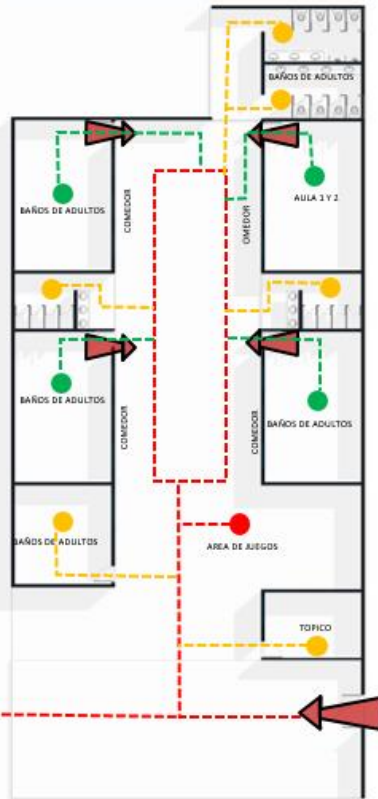 BAÑOS DE ADULTOS
BAÑOS DE ADULTOS
COMEDOR
OMEDOR
AULA 1 Y 2
BAÑOS DE ADULTOS
COMEDOR
COMEDOR
BAÑOS DE ADULTOS
BAÑOS DE ADULTOS
AREA DE JUEGOS
TOPICO